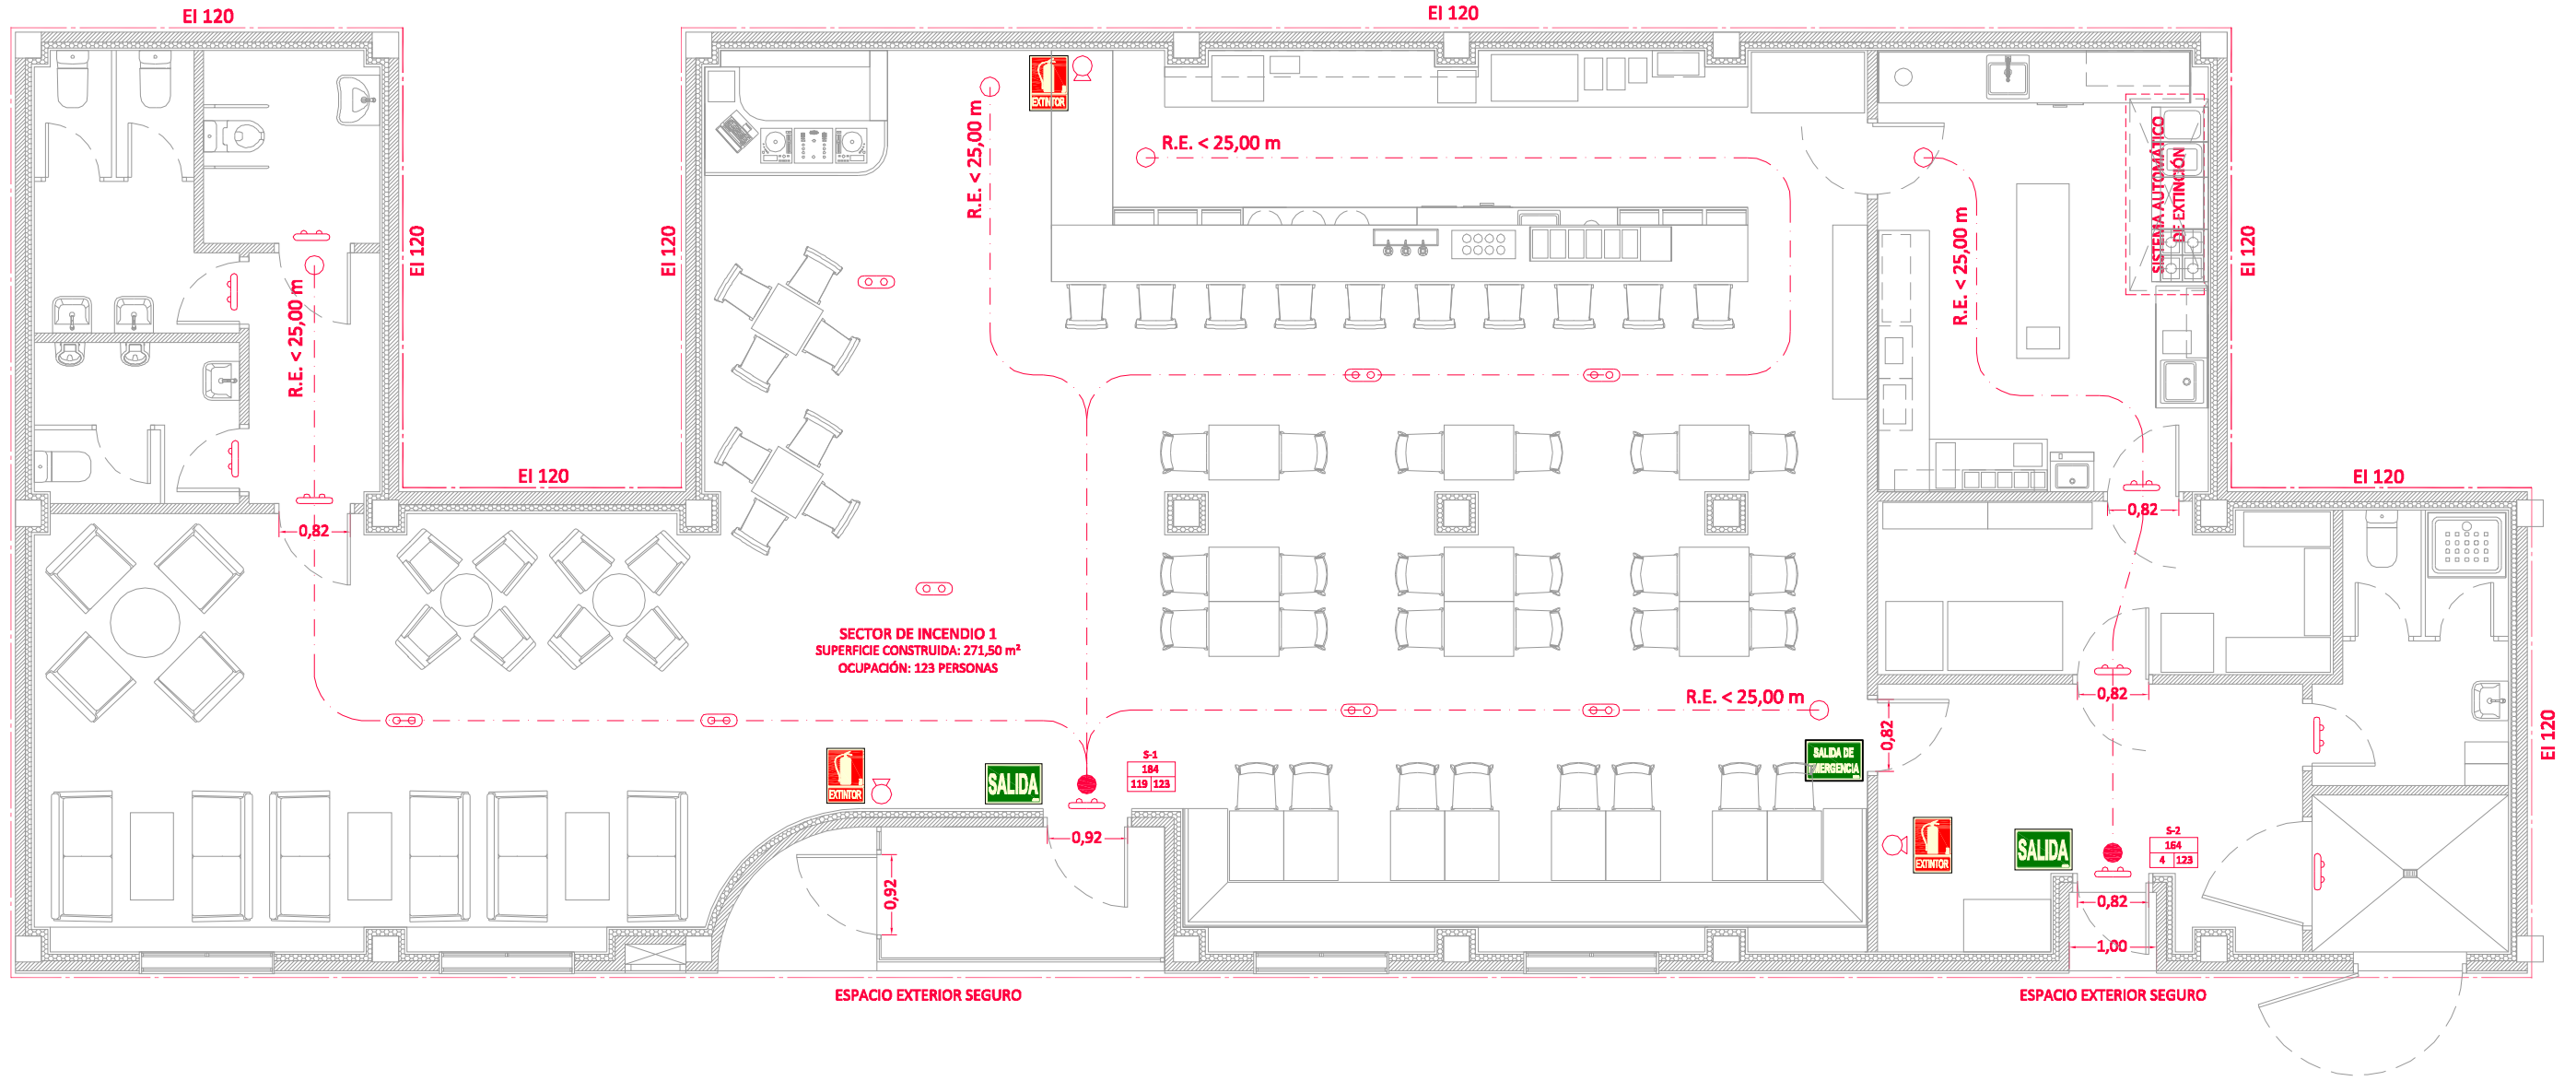 EI 120
EI 120
EXTINTOR
R.E. < 25,00 m
R.E. < 25,00 m
SISTEMA AUTOMÁTICO
DE EXTINCIÓN
EI 120
EI 120
EI 120
R.E. < 25,00 m
R.E. < 25,00 m
EI 120
EI 120
0,82
0,82
SECTOR DE INCENDIO 1
SUPERFICIE CONSTRUIDA: 271,50 m²
OCUPACIÓN: 123 PERSONAS
0,82
R.E. < 25,00 m
0,82
EI 120
SALIDA DE
EMERGENCIA
EXTINTOR
SALIDA
S-1
184
119 123
0,92
0,92
EXTINTOR
SALIDA
S-2
164
4 123
0,82
1,00
ESPACIO EXTERIOR SEGURO
ESPACIO EXTERIOR SEGURO